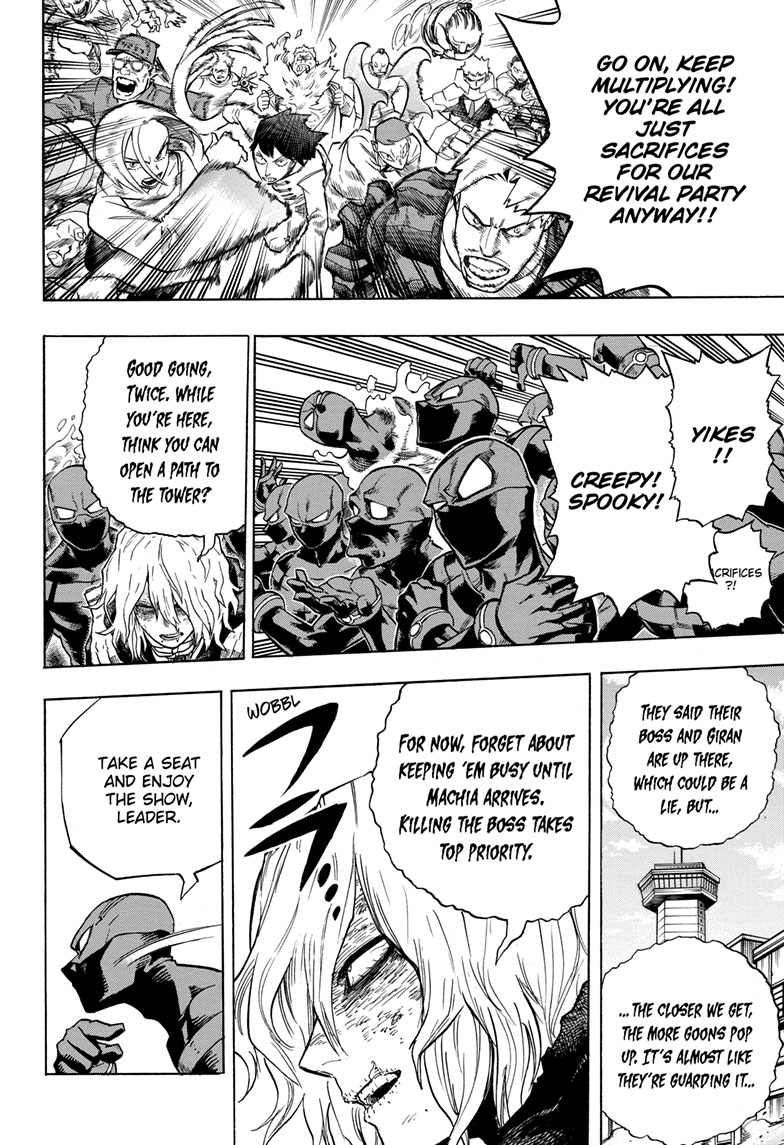 GO ON, KEEP
MULTIPLYING!
YOU'RE ALL
JUST
SACRIFICES
FOR OUR
REVIVAL PARTY
ANYWAY!!
YIKES
!!
CRIFICES
?!
CREEPY!
SPOOKY!
GOOD GOING,
TWICE. WHILE
YOU'RE HERE,
THINK YOU CAN
OPEN A PATH TO
THE TOWER?
THEY SAID THEIR
BOSS AND GIRAN
ARE UP THERE,
WHICH COULD BE A
LIE, BUT...
...THE CLOSER WE GET,
THE MORE GOONS POP
UP. IT'S ALMOST LIKE
THEY'RE GUARDING IT...
FOR NOW, FORGET ABOUT
KEEPING 'EM BUSY UNTIL
MACHIA ARRIVES.
KILLING THE BOSS TAKES
TOP PRIORITY.
WOBBL
フラ
TAKE A SEAT
AND ENJOY
THE SHOW,
LEADER.